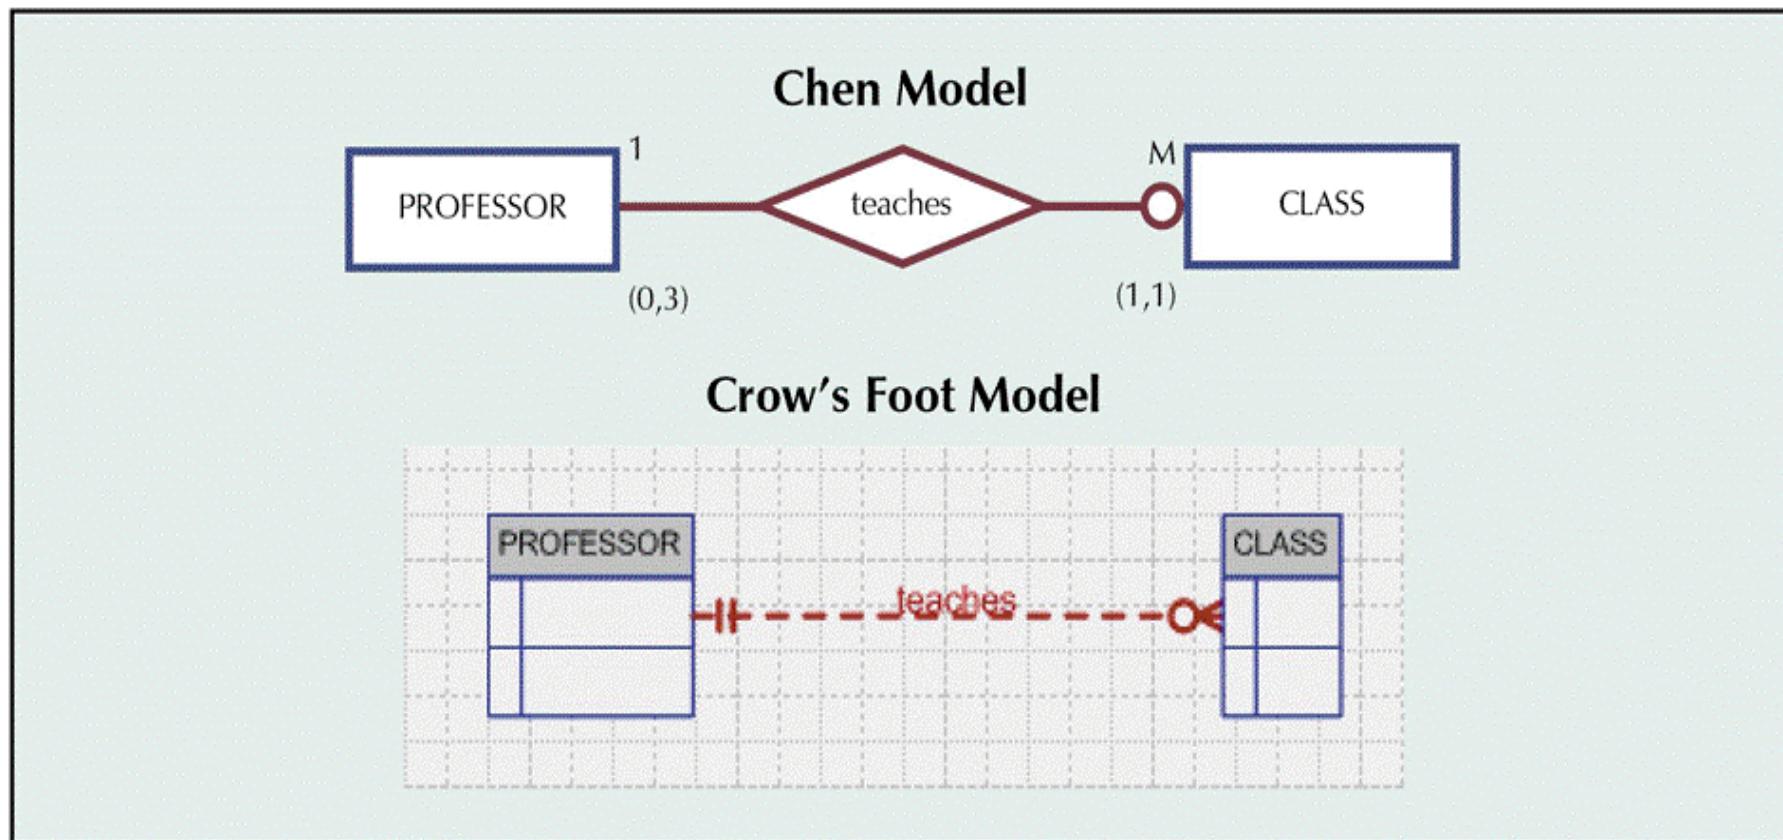 Chen Model
1
M
PROFESSOR
teaches
CLASS
(0,3)
(1,1)
Crow’s Foot Model
PROFESSOR
CLASS
teaches